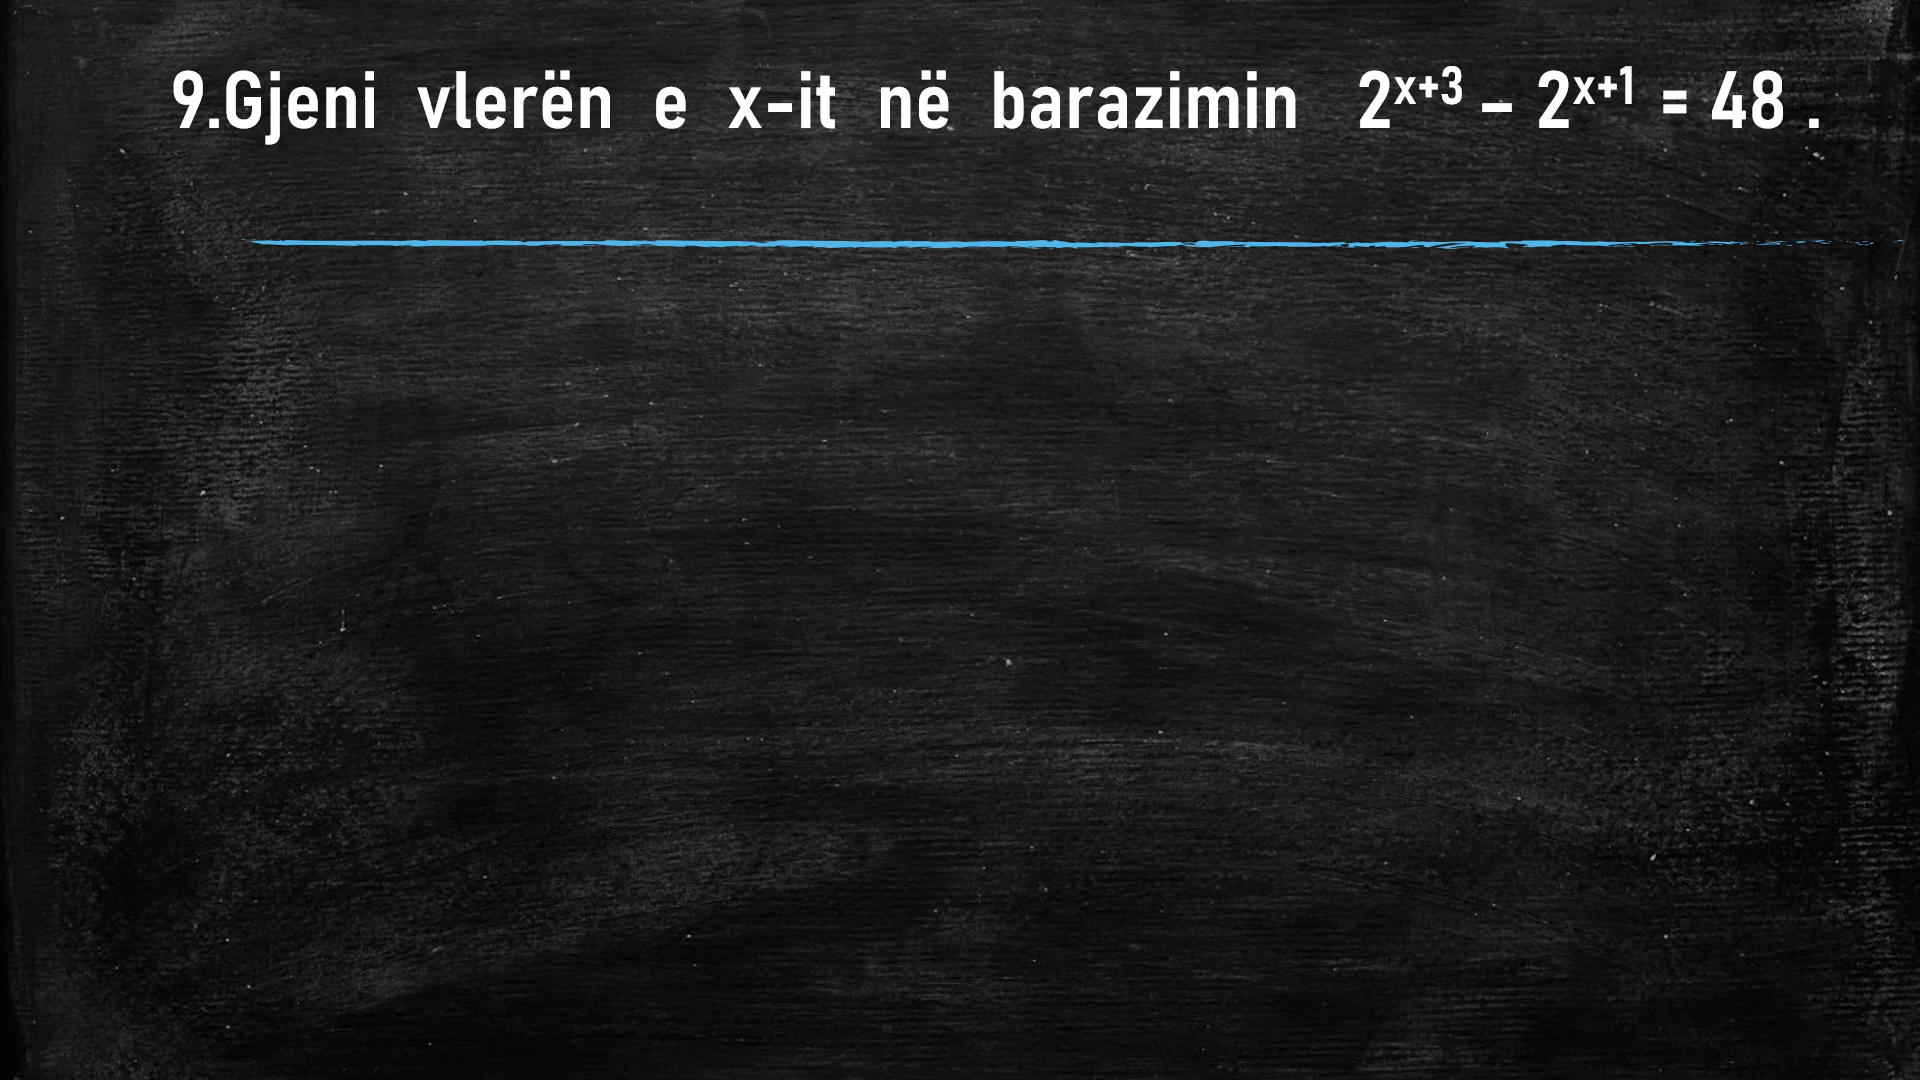 9.Gjeni vlerën e x-it në barazimin 2ˣ⁺³ – 2ˣ⁺¹ = 48 .